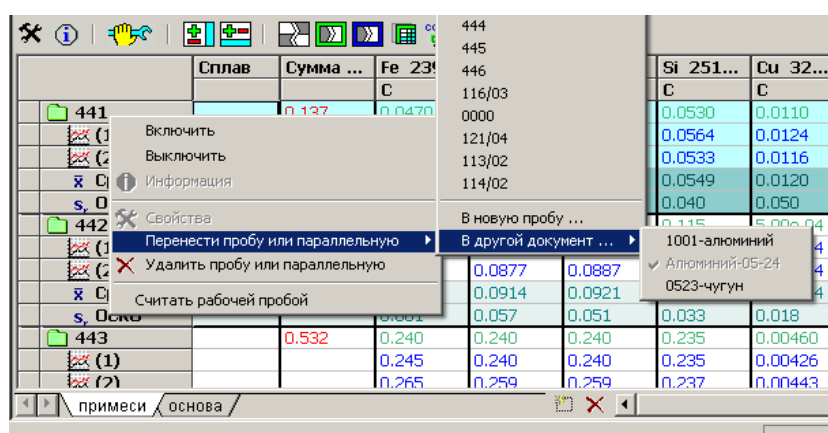 444
445
446
116/03
0000
121/04
113/02
114/02
В новую пробу ...
В другой документ ...
1001-алюминий
Алюминий-05-24
0523-чугун
Сплав Сумма ... Fe Si 251... Cu 32...
C C C
441 0.137 0.0470 0.0530 0.0110
0.0564 0.0124
0.0533 0.0116
0.0549 0.0120
0.040 0.050
Включить
Выключить
Информация
Свойства
Перенести пробу или параллельную
Удалить пробу или параллельную
Считать рабочей пробой
442 0.115
0.0877 0.0887
0.0914 0.0921
0.057 0.051 0.033 0.018
443 0.532 0.240 0.240 0.240 0.235 0.00460
(1) 0.245 0.240 0.240 0.235 0.00426
(2) 0.265 0.259 0.259 0.237 0.00443
примеси основа